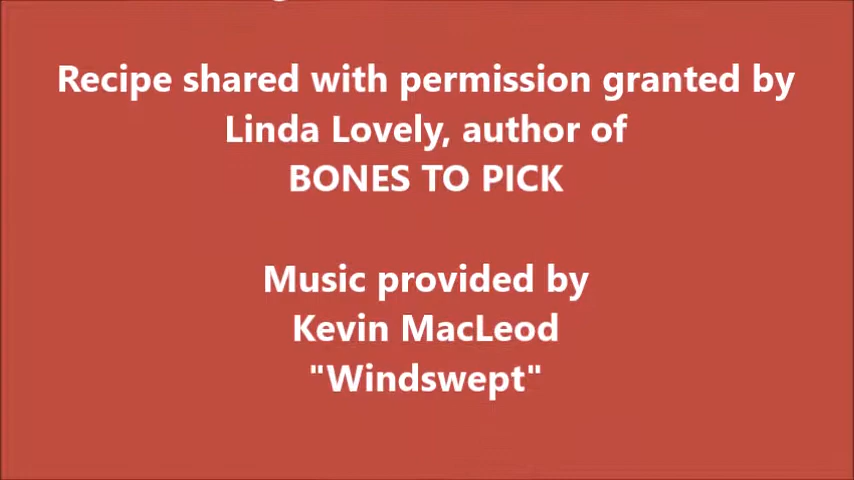 Recipe shared with permission granted by
Linda Lovely, author of
BONES TO PICK
Music provided by
Kevin MacLeod
"Windswept"